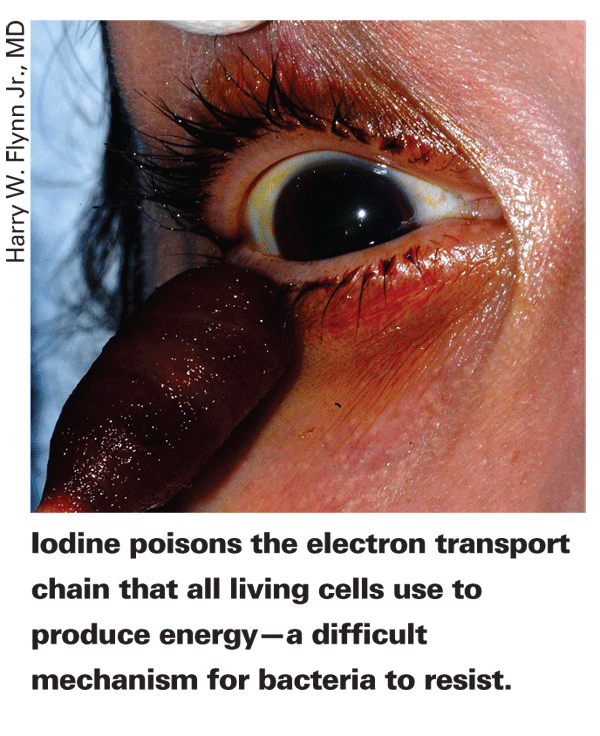 Harry W. Flynn Jr., MD
Iodine poisons the electron transport
chain that all living cells use to
produce energy—a difficult
mechanism for bacteria to resist.